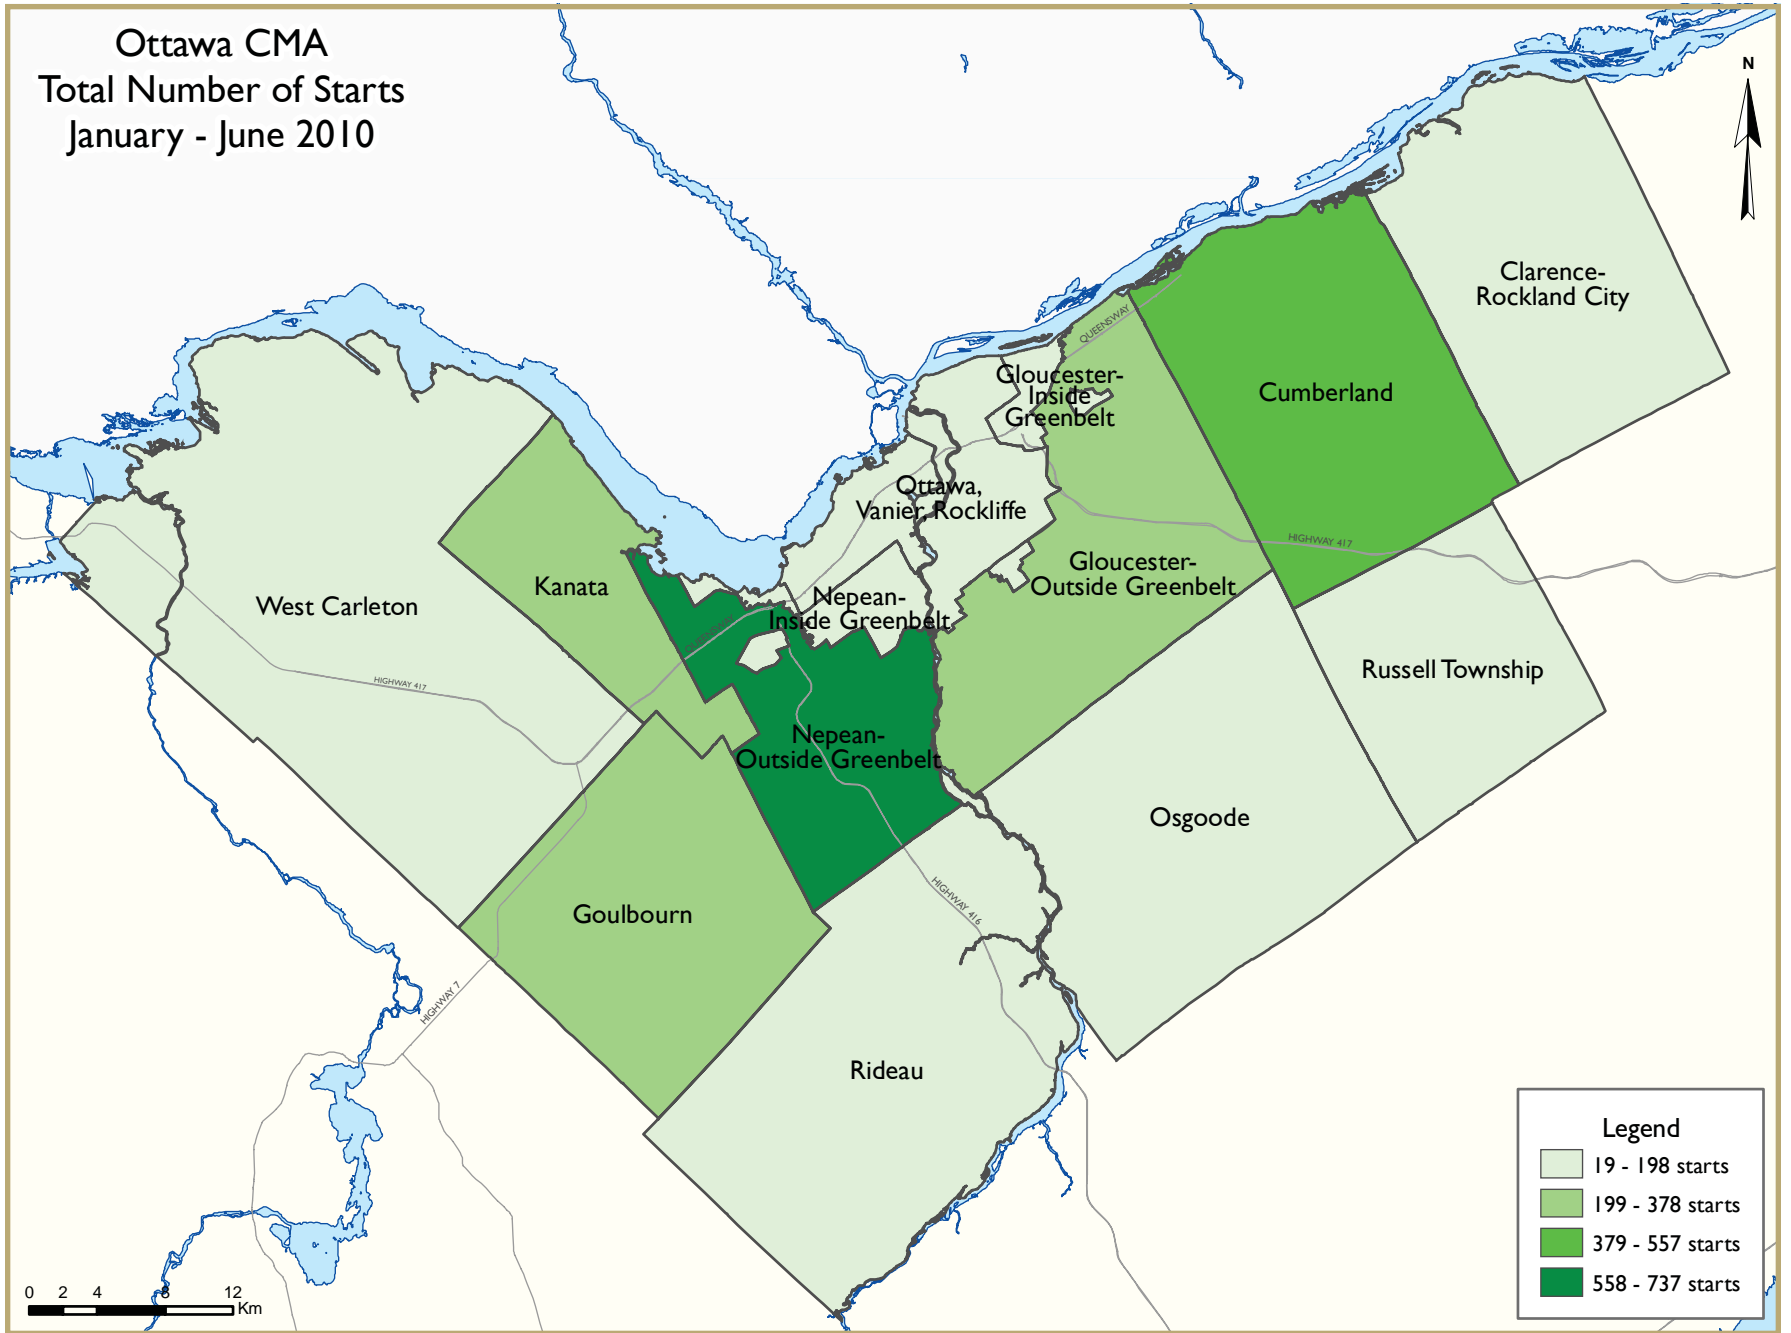 Ottawa CMA
Total Number of Starts
January - June 2010
N
Clarence-
Rockland City
QUEENSWAY
Gloucester-
Inside
Greenbelt
Cumberland
Ottawa,
Vanier, Rockliffe
HIGHWAY 417
Gloucester-
Outside Greenbelt
Kanata
West Carleton
Nepean-
Inside Greenbelt
QUEENSWAY
Russell Township
HIGHWAY 417
Nepean-
Outside Greenbelt
Osgoode
Goulbourn
HIGHWAY 416
HIGHWAY 7
Rideau
Legend
19 - 198 starts
199 - 378 starts
379 - 557 starts
558 - 737 starts
0 2 4 8 12
Km